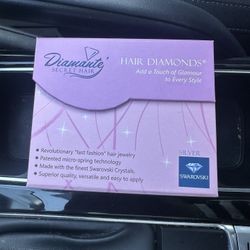 Diamanté
SECRET HAIR
HAIR DIAMONDS®
Add a Touch of Glamour
to Every Style
• Revolutionary "fast fashion" hair jewelry
• Patented micro-spring technology
• Made with the finest Swarovski Crystals.
• Superior quality, versatile and easy to apply
SILVER
SWAROVSKI